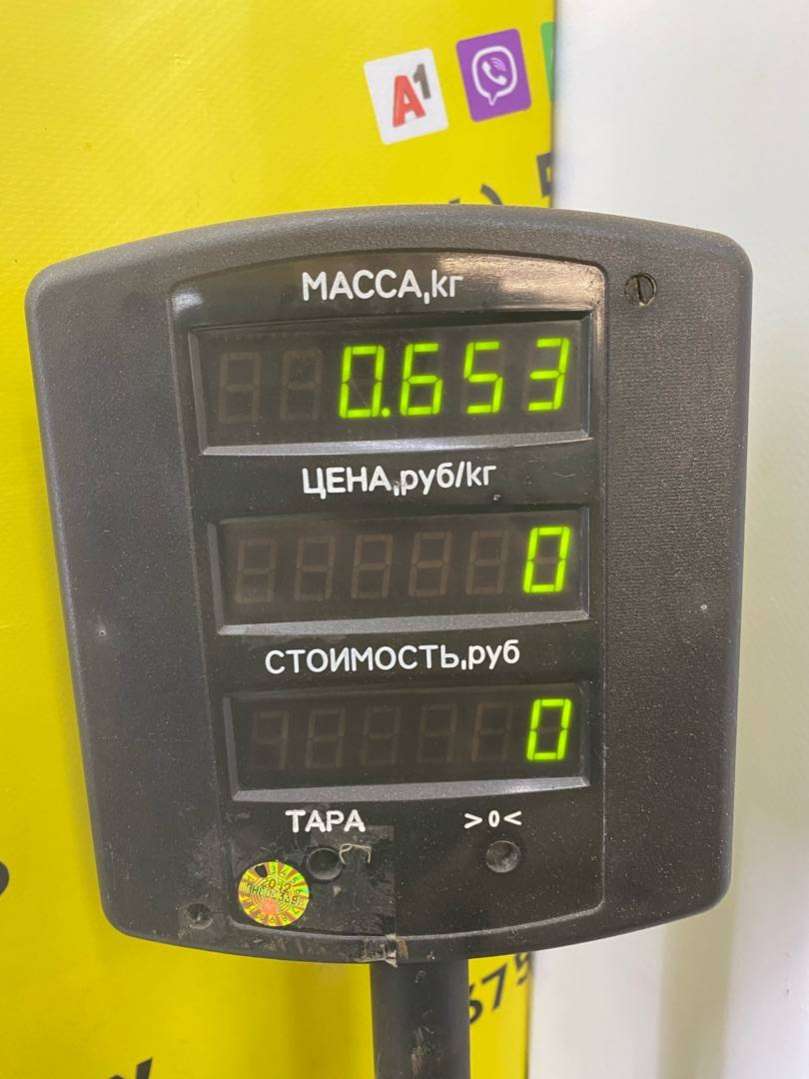 A1
МАССА,кг
0.653
ЦЕНА,руб/кг
0
СТОИМОСТЬ,руб
0
ТАРА >0<